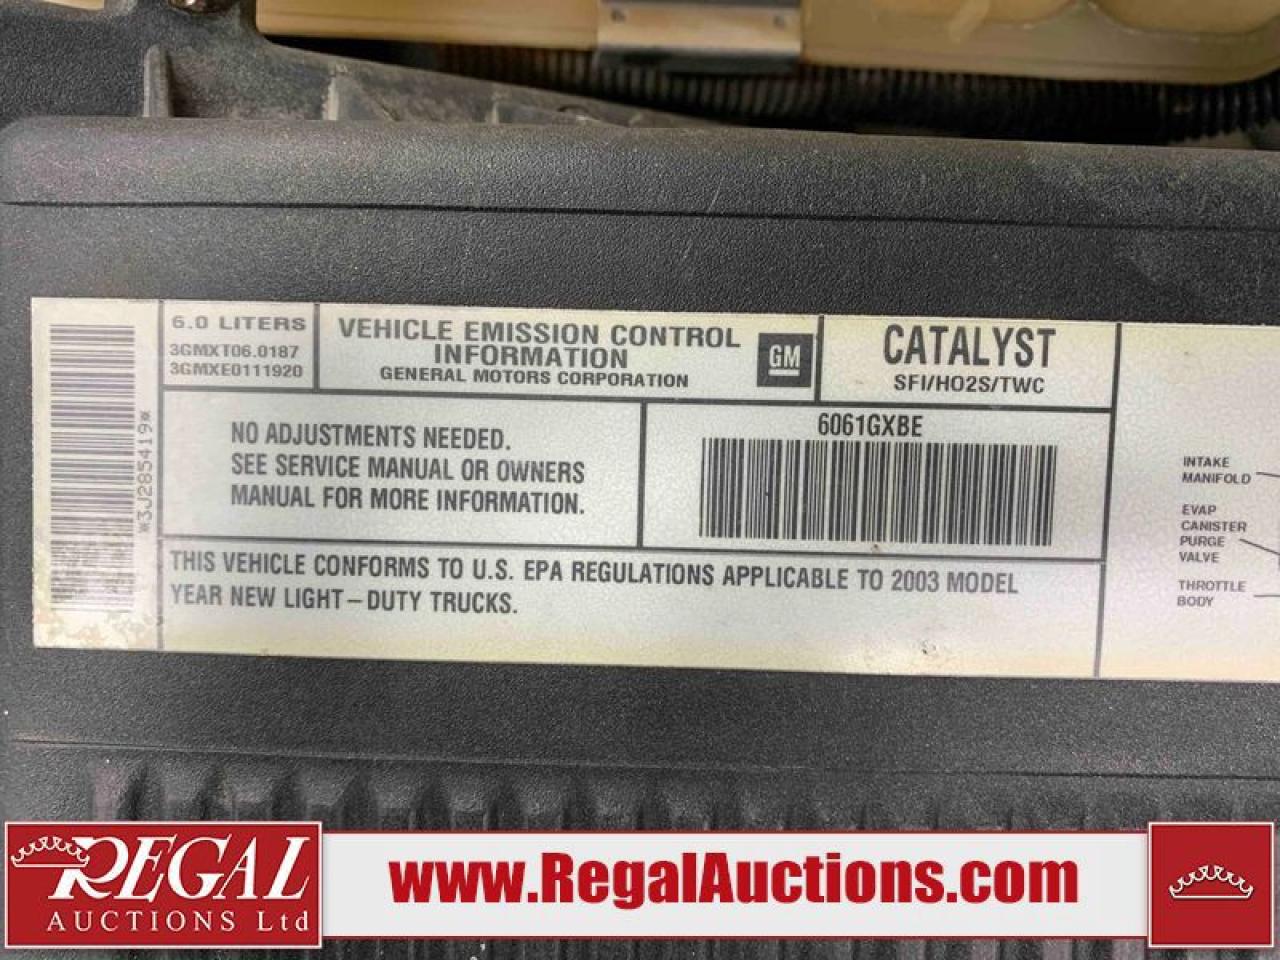 *3J285419*
6.0 LITERS
3GMXT06.0187
3GMXE0111920
VEHICLE EMISSION CONTROL
INFORMATION
GENERAL MOTORS CORPORATION
GM
CATALYST
SFI/HO2S/TWC
NO ADJUSTMENTS NEEDED.
SEE SERVICE MANUAL OR OWNERS
MANUAL FOR MORE INFORMATION.
6061GXBE
THIS VEHICLE CONFORMS TO U.S. EPA REGULATIONS APPLICABLE TO 2003 MODEL
YEAR NEW LIGHT-DUTY TRUCKS.
INTAKE
MANIFOLD
EVAP
CANISTER
PURGE
VALVE
THROTTLE
BODY
REGAL
AUCTIONS Ltd
www.RegalAuctions.com